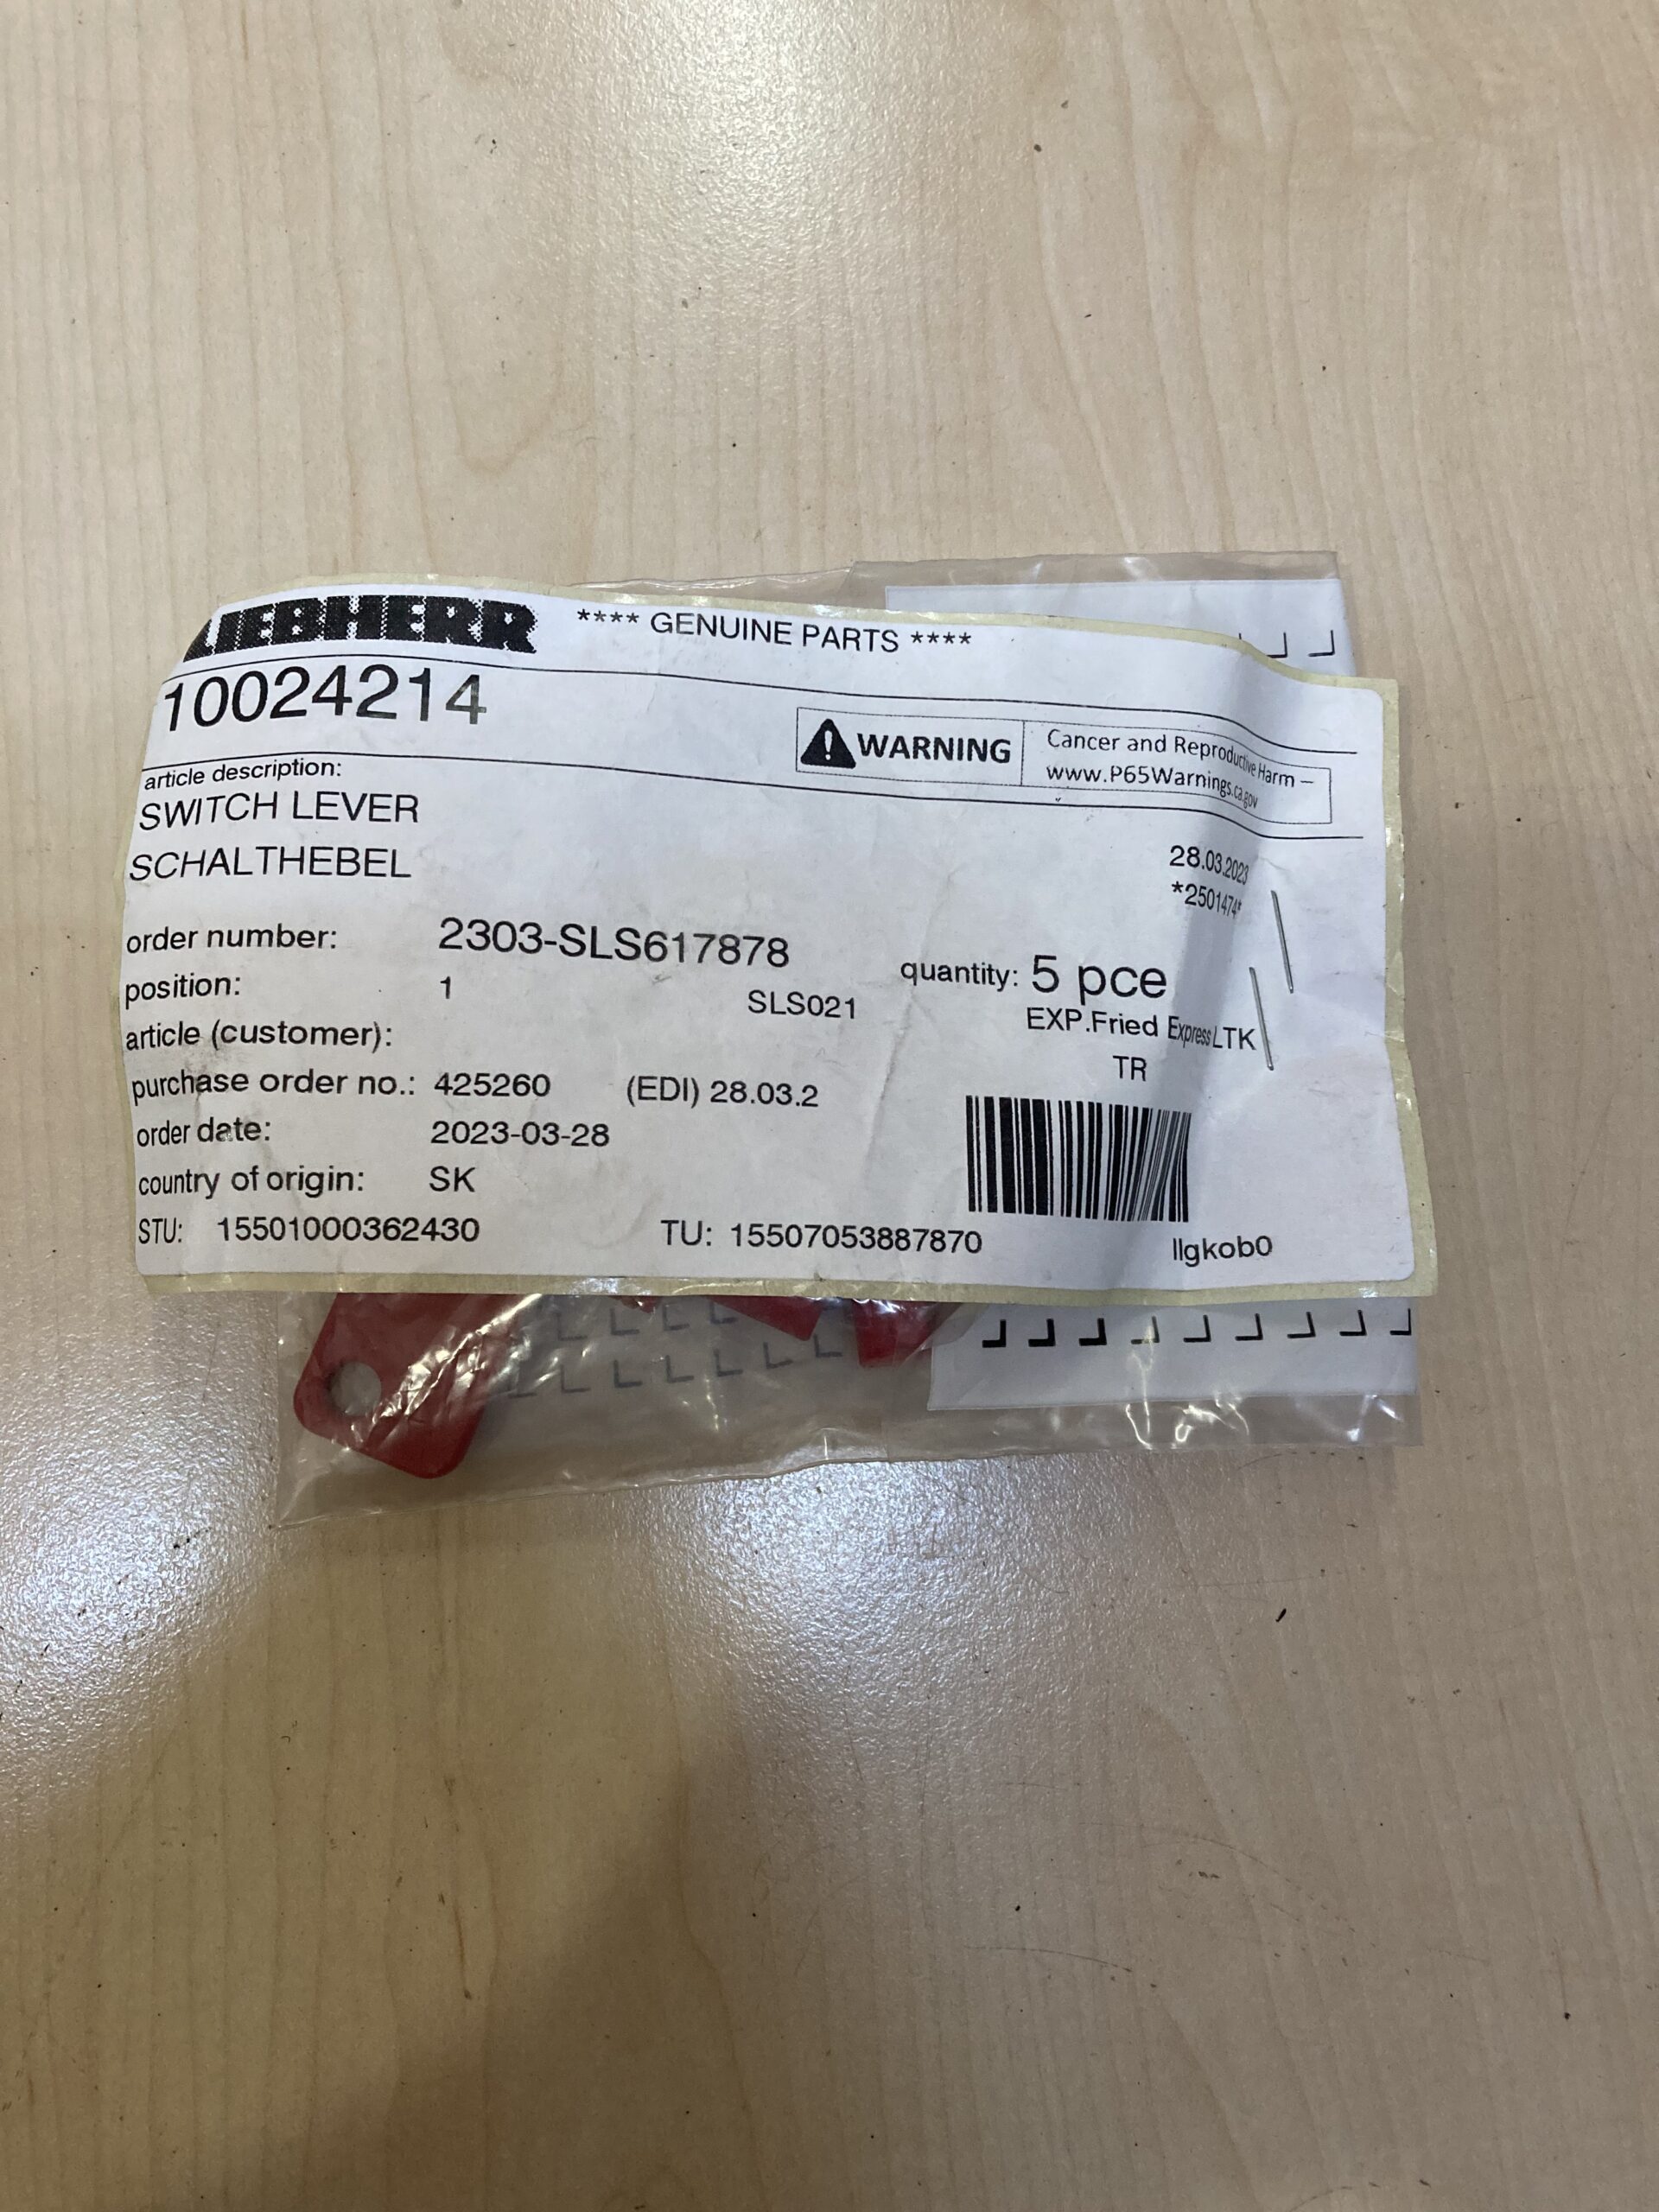 LIEBHERR **** GENUINE PARTS ****
10024214
WARNING Cancer and Reproductive Harm –
www.P65Warnings.ca.gov
article description:
SWITCH LEVER
SCHALTHEBEL
28.03.2023
*2501474*
order number: 2303-SLS617878
quantity: 5 pce
position: 1 SLS021
EXP.Fried Express LTK
article (customer):
TR
purchase order no.: 425260 (EDI) 28.03.2
order date: 2023-03-28
country of origin: SK
STU: 15501000362430 TU: 15507053887870 llgkob0